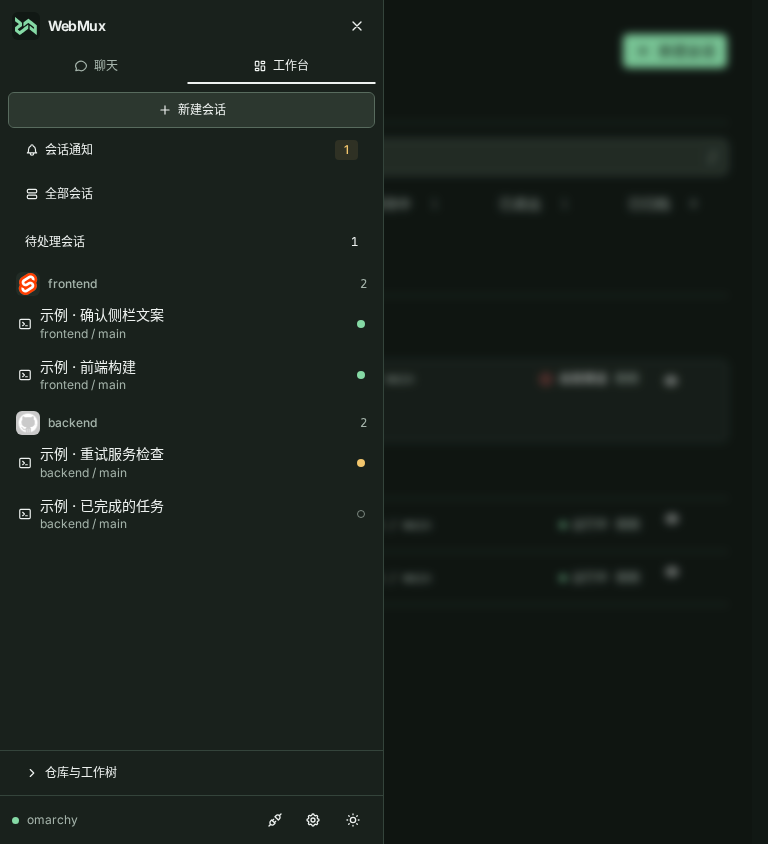 WebMux
聊天
工作台
新建会话
会话通知
1
全部会话
待处理会话
1
frontend
2
示例 · 确认侧栏文案
frontend / main
示例 · 前端构建
frontend / main
backend
2
示例 · 重试服务检查
backend / main
示例 · 已完成的任务
backend / main
仓库与工作树
omarchy